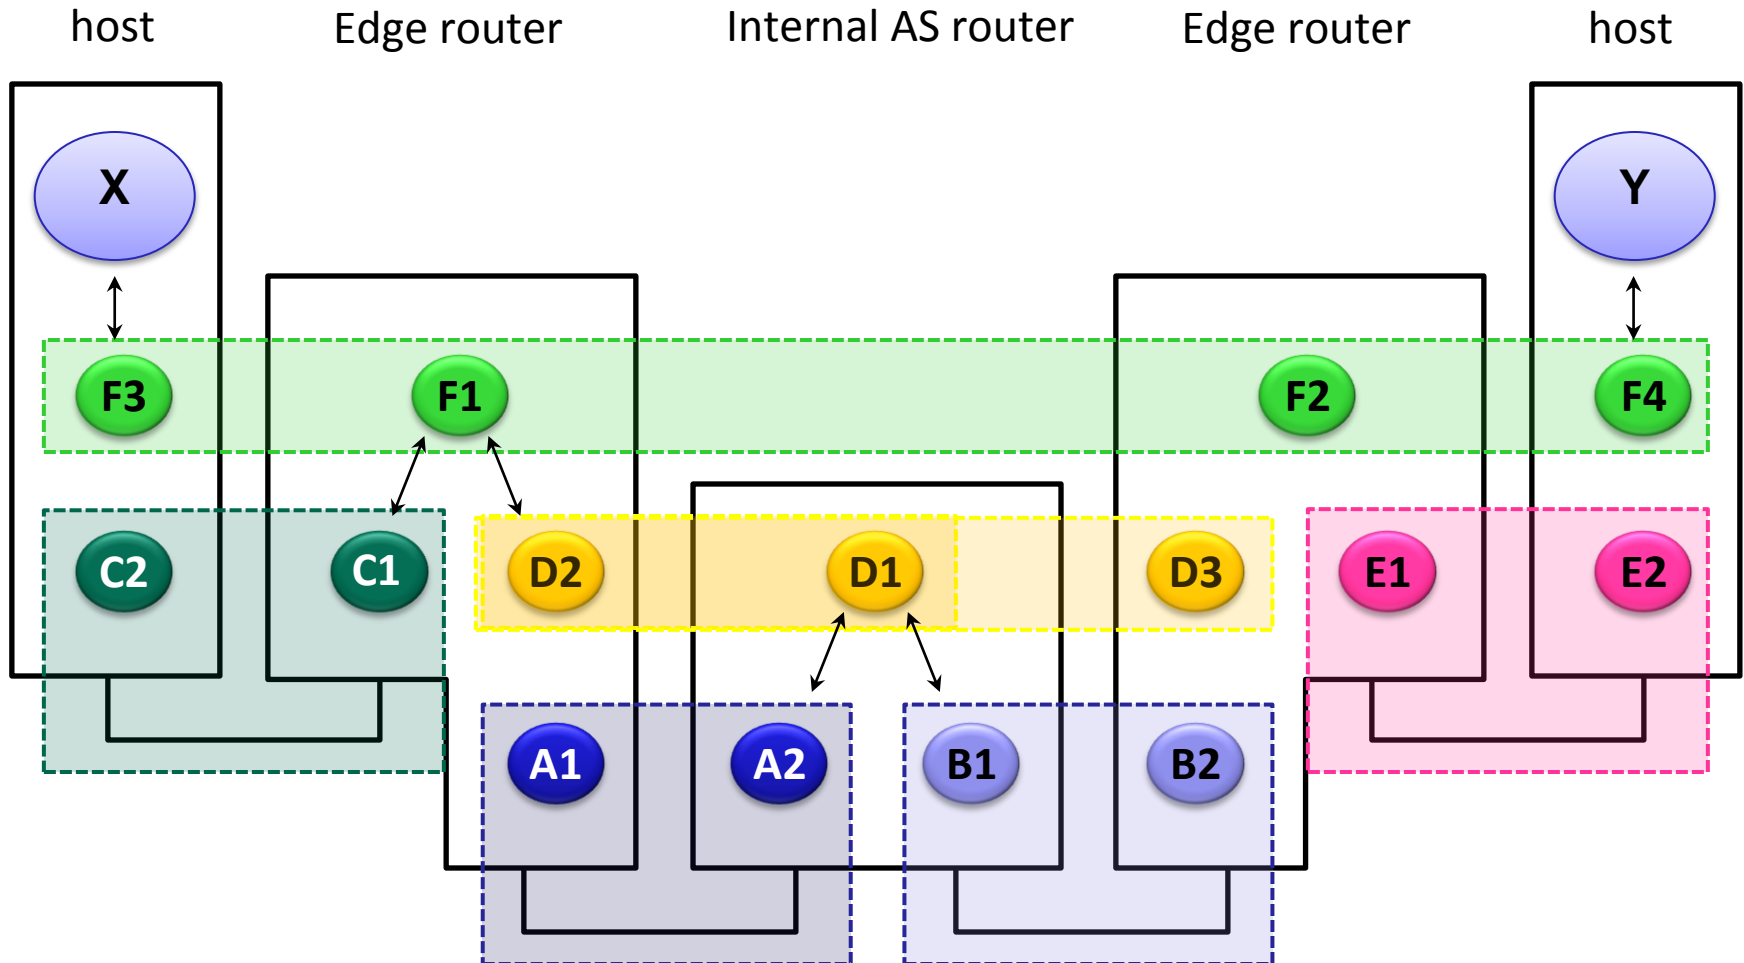 host
Edge router
Internal AS router
Edge router
host
X
Y
F3
F1
F2
F4
C2
C1
D2
D1
D3
E1
E2
A1
A2
B1
B2